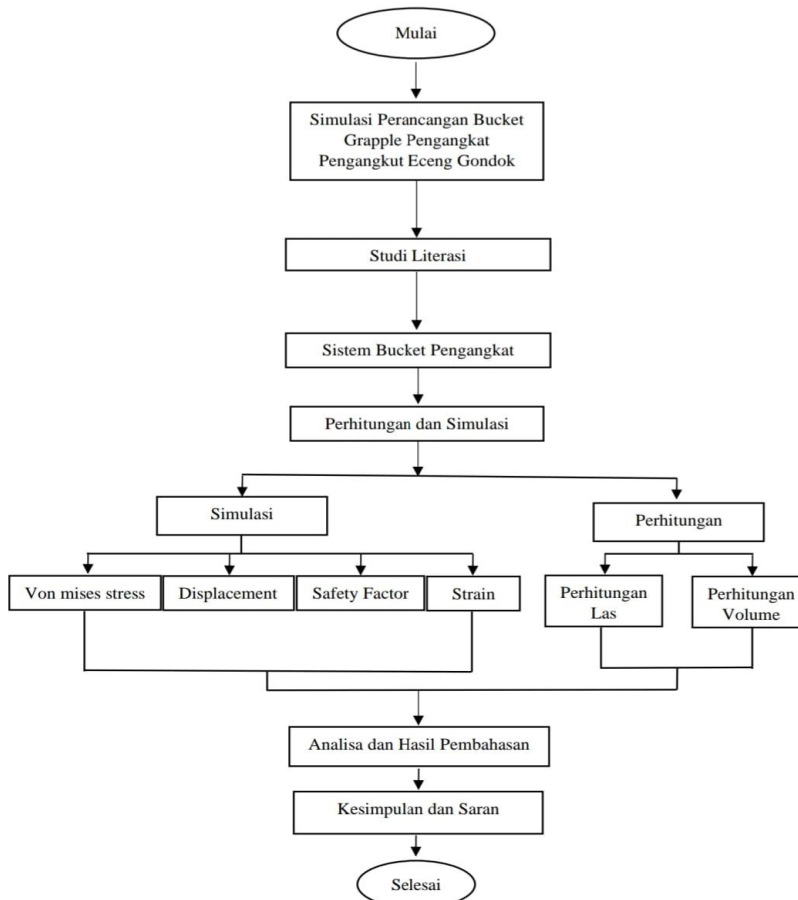 Mulai
Simulasi Perancangan Bucket
Grapple Pengangkat
Pengangkut Eceng Gondok
Studi Literasi
Sistem Bucket Pengangkat
Perhitungan dan Simulasi
Simulasi
Perhitungan
Von mises stress
Displacement
Safety Factor
Strain
Perhitungan
Las
Perhitungan
Volume
Analisa dan Hasil Pembahasan
Kesimpulan dan Saran
Selesai